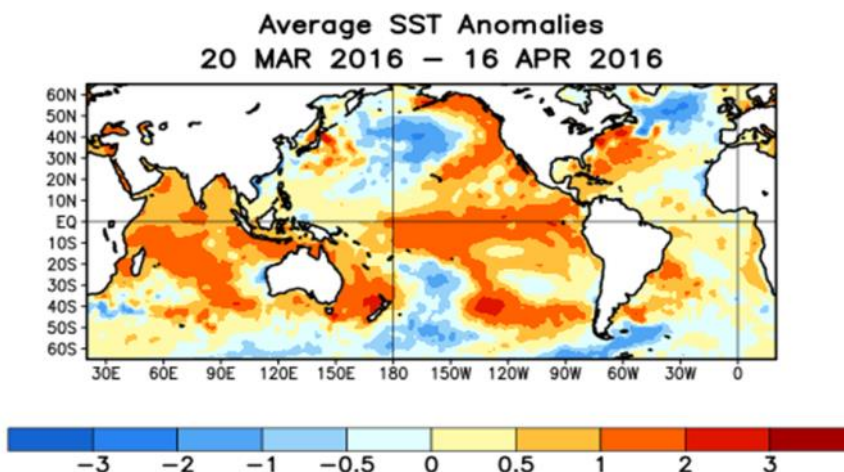 Average SST Anomalies
20 MAR 2016 – 16 APR 2016
60N
50N
40N
30N
20N
10N
EQ
10S
20S
30S
40S
50S
60S
30E 60E 90E 120E 150E 180 150W 120W 90W 60W 30W 0
-3 -2 -1 -0.5 0 0.5 1 2 3